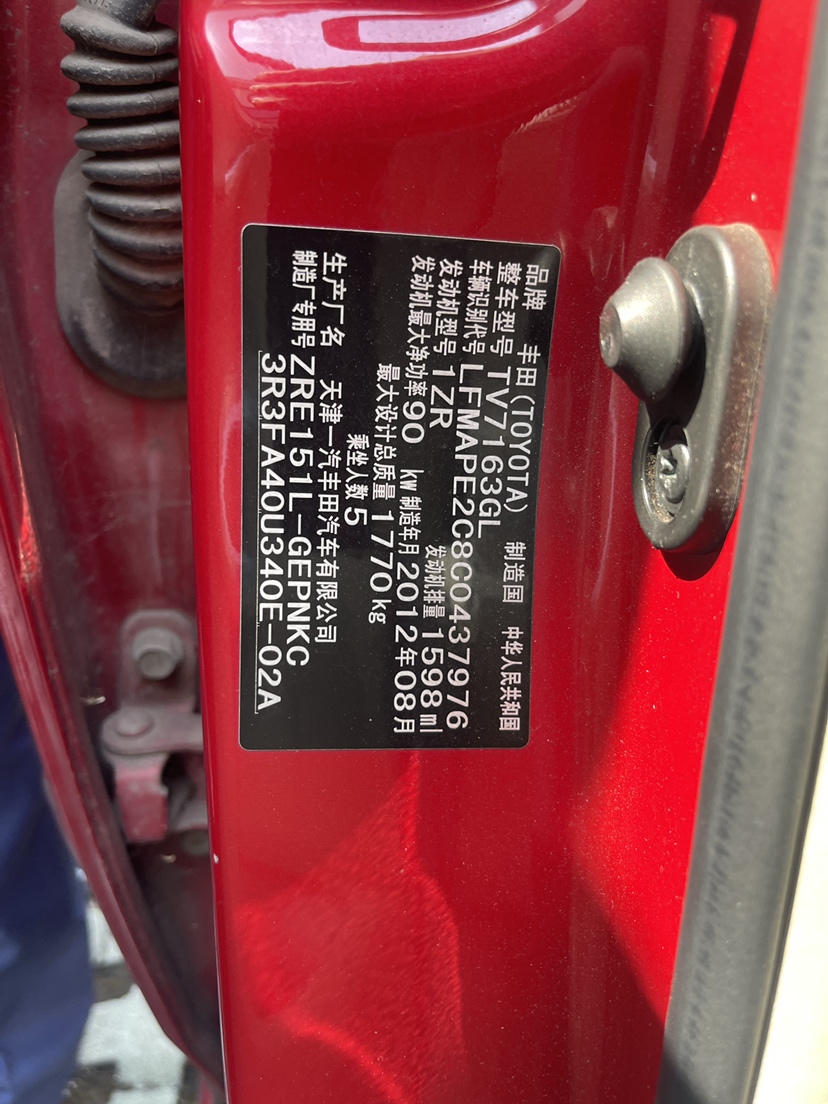 品牌 丰田(TOYOTA) 制造国 中华人民共和国
整车型号 TV7163GL
车辆识别代号 LFMAPE2C8C0437976
发动机型号 1ZR 发动机排量 1598 ml
发动机最大净功率 90 kw 制造年月 2012年08月
最大设计总质量 1770kg
乘坐人数 5
生产厂名 天津一汽丰田汽车有限公司
制造厂专用号 ZRE151L-GEPNKC
3R3FA40U340E-02A